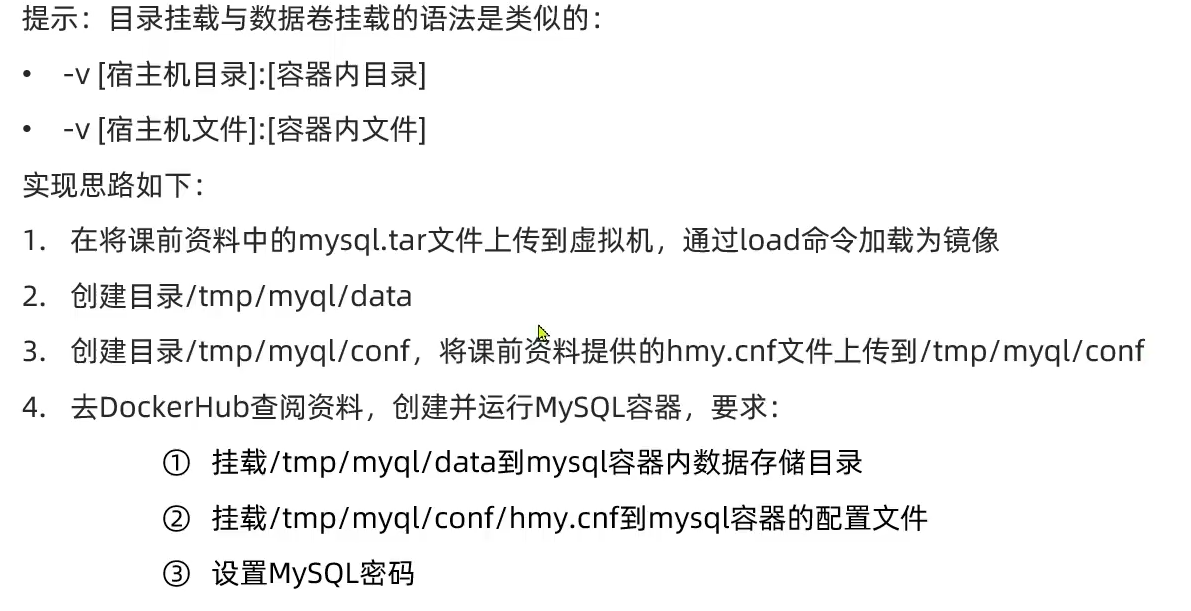 提示：目录挂载与数据卷挂载的语法是类似的：
• -v [宿主机目录]:[容器内目录]
• -v [宿主机文件]:[容器内文件]
实现思路如下：
1. 在将课前资料中的mysql.tar文件上传到虚拟机，通过load命令加载为镜像
2. 创建目录/tmp/myql/data
3. 创建目录/tmp/myql/conf，将课前资料提供的hmy.cnf文件上传到/tmp/myql/conf
4. 去DockerHub查阅资料，创建并运行MySQL容器，要求：
① 挂载/tmp/myql/data到mysql容器内数据存储目录
② 挂载/tmp/myql/conf/hmy.cnf到mysql容器的配置文件
③ 设置MySQL密码